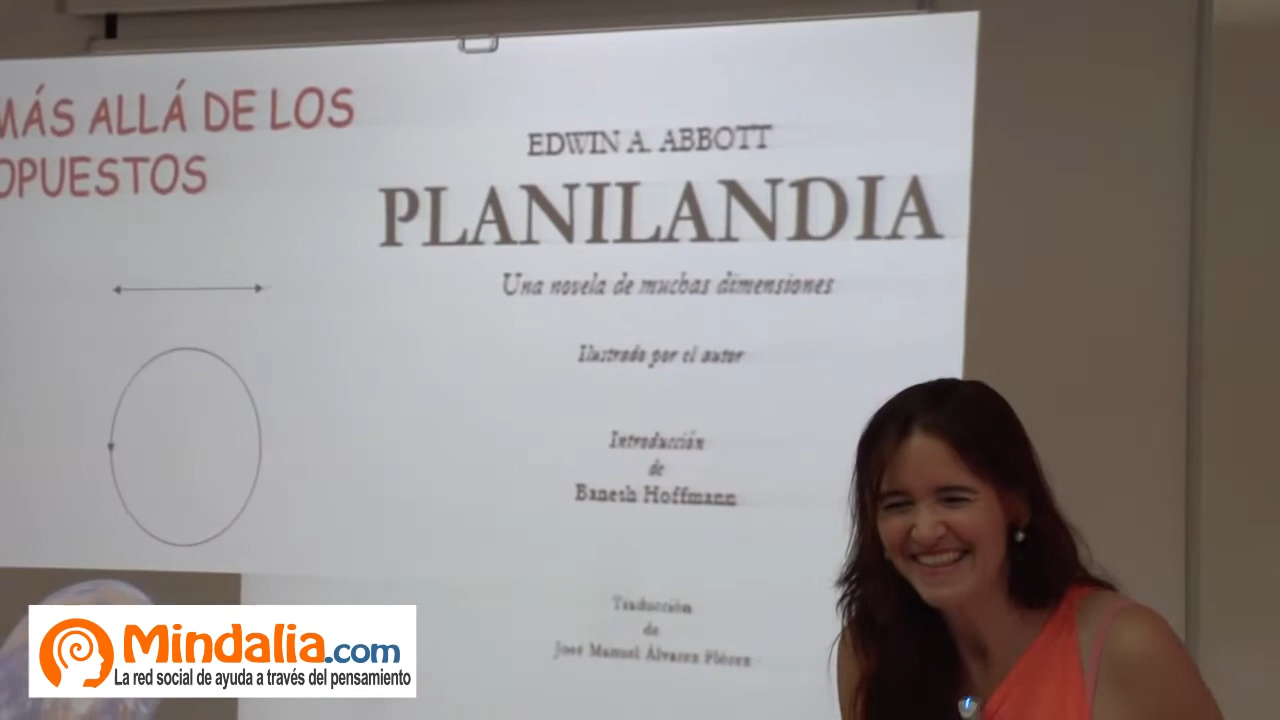 MÁS ALLÁ DE LOS
OPUESTOS
EDWIN A. ABBOTT
PLANILANDIA
Una novela de muchas dimensiones
Ilustrado por el autor
Introducción
de
Banesh Hoffmann
Traducción
de
José Manuel Álvarez Flórez
Mindalia.com
La red social de ayuda a través del pensamiento